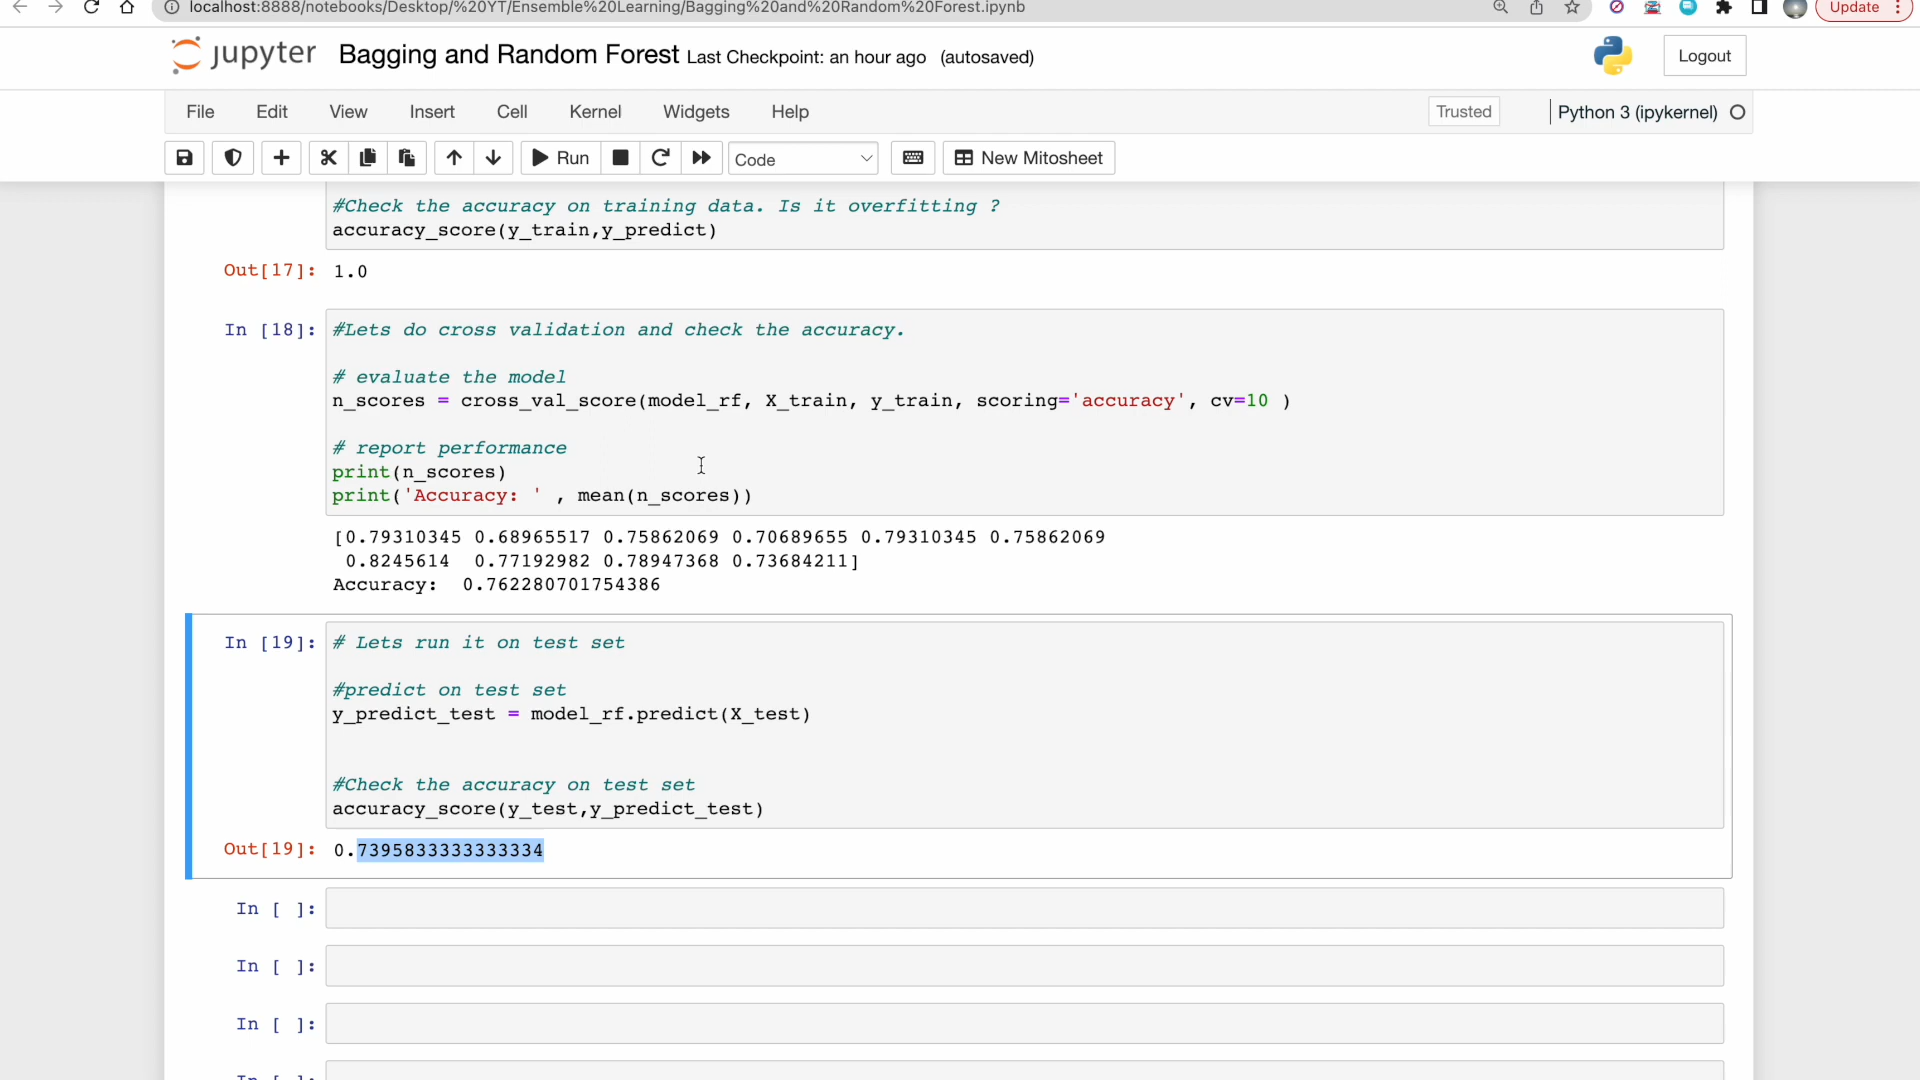 localhost:8888/notebooks/Desktop/%20YT/Ensemble%20Learning/Bagging%20and%20Random%20Forest.ipynb
Update
jupyter Bagging and Random Forest Last Checkpoint: an hour ago (autosaved)
Logout
File Edit View Insert Cell Kernel Widgets Help
Trusted
Python 3 (ipykernel)
Run
Code
New Mitosheet
#Check the accuracy on training data. Is it overfitting ?
accuracy_score(y_train,y_predict)
Out[17]: 1.0
In [18]: #Lets do cross validation and check the accuracy.
# evaluate the model
n_scores = cross_val_score(model_rf, X_train, y_train, scoring='accuracy', cv=10 )
# report performance
print(n_scores)
print('Accuracy: ' , mean(n_scores))
[0.79310345 0.68965517 0.75862069 0.70689655 0.79310345 0.75862069
0.8245614 0.77192982 0.78947368 0.73684211]
Accuracy: 0.762280701754386
In [19]: # Lets run it on test set
#predict on test set
y_predict_test = model_rf.predict(X_test)
#Check the accuracy on test set
accuracy_score(y_test,y_predict_test)
Out[19]: 0.7395833333333334
In [ ]:
In [ ]:
In [ ]:
In [ ]: